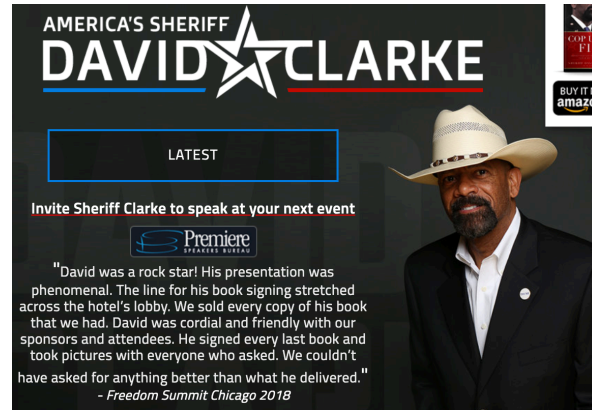 AMERICA'S SHERIFF
DAVID CLARKE
COP U
FI
BUY IT
amazo
LATEST
Invite Sheriff Clarke to speak at your next event
Premiere
SPEAKERS BUREAU
"David was a rock star! His presentation was
phenomenal. The line for his book signing stretched
across the hotel's lobby. We sold every copy of his book
that we had. David was cordial and friendly with our
sponsors and attendees. He signed every last book and
took pictures with everyone who asked. We couldn't
have asked for anything better than what he delivered."
- Freedom Summit Chicago 2018